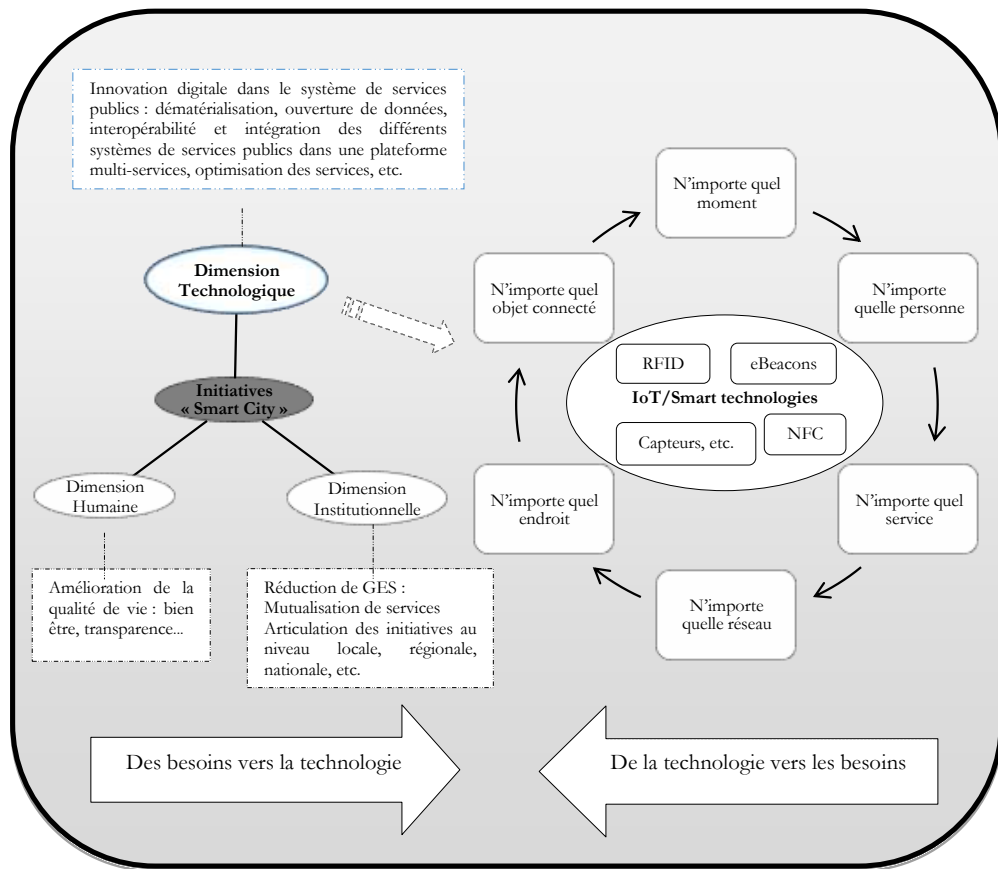 Innovation digitale dans le système de services
publics : dématérialisation, ouverture de données,
interopérabilité et intégration des différents
systèmes de services publics dans une plateforme
multi-services, optimisation des services, etc.
Dimension
Technologique
Initiatives
« Smart City »
Dimension
Humaine
Dimension
Institutionnelle
Amélioration de la
qualité de vie : bien
être, transparence...
Réduction de GES :
Mutualisation de services
Articulation des initiatives au
niveau locale, régionale,
nationale, etc.
N'importe quel
moment
N'importe quel
objet connecté
N'importe
quelle personne
RFID
eBeacons
IoT/Smart technologies
Capteurs, etc.
NFC
N'importe quel
endroit
N'importe quel
service
N'importe
quelle réseau
Des besoins vers la technologie
De la technologie vers les besoins